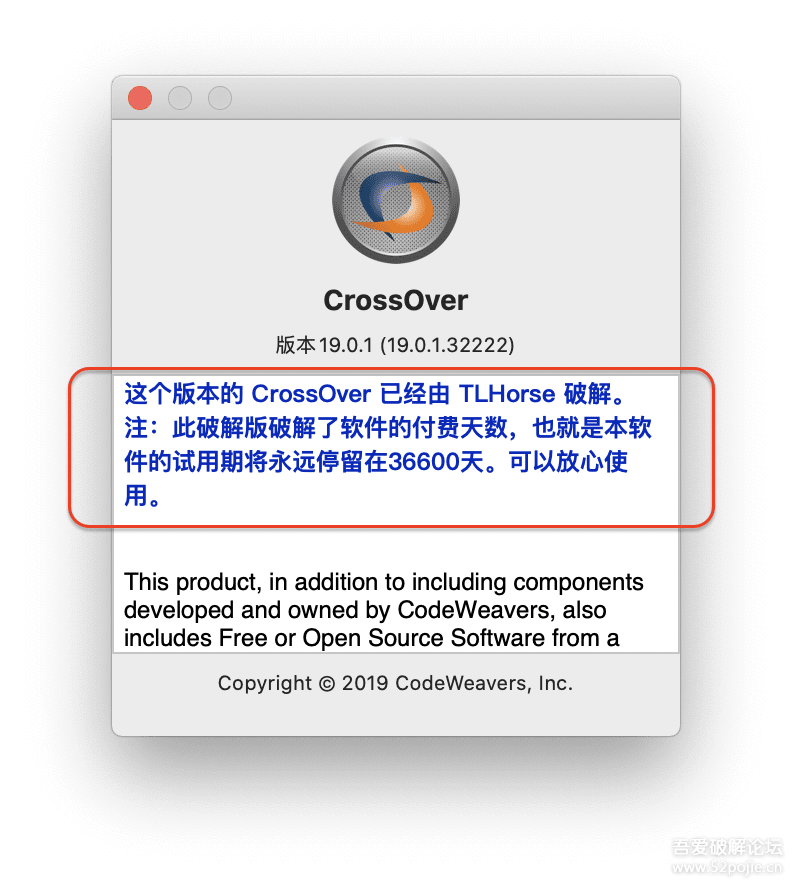 CrossOver
版本19.0.1 (19.0.1.32222)
这个版本的 CrossOver 已经由 TLHorse 破解。
注：此破解版破解了软件的付费天数，也就是本软
件的试用期将永远停留在36600天。可以放心使
用。
This product, in addition to including components
developed and owned by CodeWeavers, also
includes Free or Open Source Software from a
Copyright © 2019 CodeWeavers, Inc.
吾爱破解论坛
www.52pojie.cn